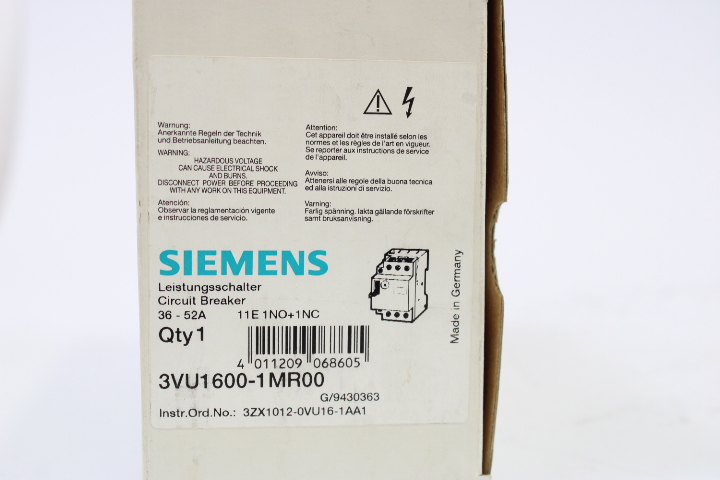 Warnung:
Anerkannte Regeln der Technik
und Betriebsanleitung beachten.
WARNING:
HAZARDOUS VOLTAGE
CAN CAUSE ELECTRICAL SHOCK
AND BURNS.
DISCONNECT POWER BEFORE PROCEEDING
WITH ANY WORK ON THIS EQUIPMENT.
Atención:
Observar la reglamentación vigente
e instrucciones de servicio.
Attention:
Cet appareil doit être installé selon les
normes et les règles de l'art en vigueur.
Se reporter aux instructions de service
de l'appareil.
Avviso:
Attenersi alle regole della buona tecnica
ed alla istruzioni di servizio.
Varning:
Farlig spänning, lakta gällande förskrifter
samt bruksanvisning.
SIEMENS
Leistungsschalter
Circuit Breaker
36 - 52A 11E 1NO+1NC
Qty 1
4 011209 068605
3VU1600-1MR00
G/9430363
Instr.Ord.No.: 3ZX1012-0VU16-1AA1
Made in Germany